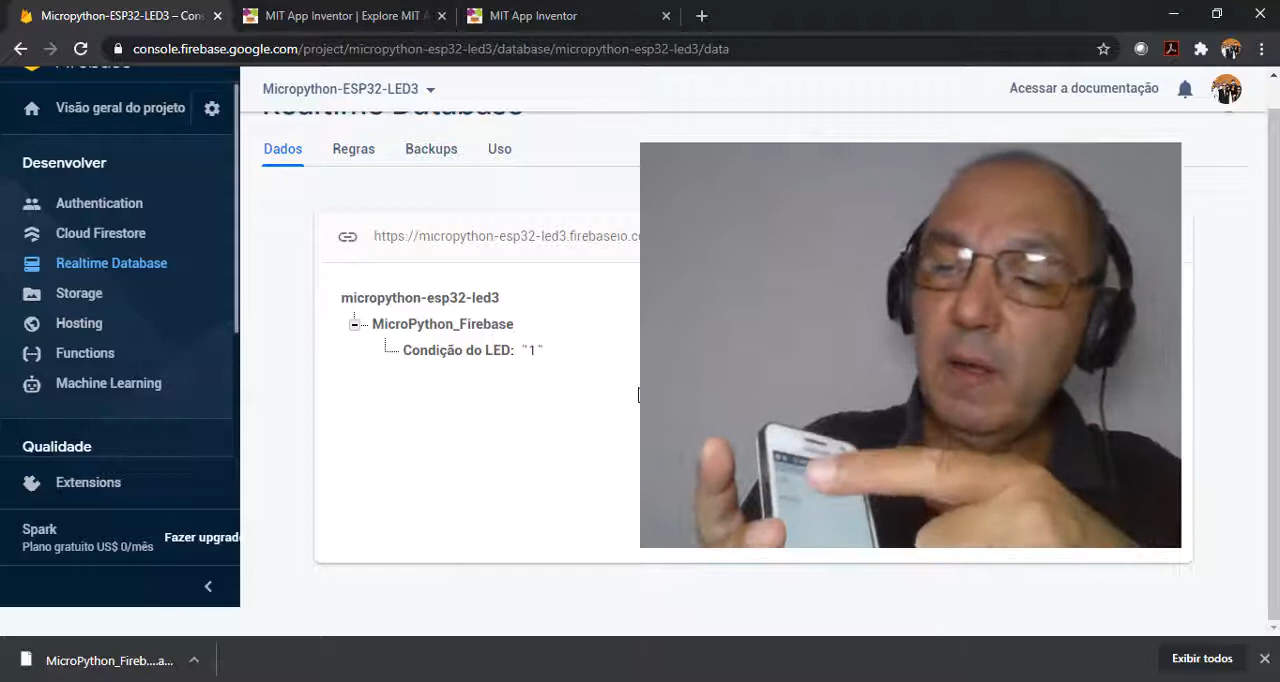 Micropython-ESP32-LED3 – Cons
MIT App Inventor | Explore MIT A
MIT App Inventor
console.firebase.google.com/project/micropython-esp32-led3/database/micropython-esp32-led3/data
Micropython-ESP32-LED3
Acessar a documentação
Visão geral do projeto
Realtime Database
Desenvolver
Dados
Regras
Backups
Uso
Authentication
Cloud Firestore
Realtime Database
Storage
Hosting
Functions
Machine Learning
https://micropython-esp32-led3.firebaseio.c
micropython-esp32-led3
MicroPython_Firebase
Condição do LED: "1"
Qualidade
Extensions
Spark
Plano gratuito US$ 0/mês
Fazer upgrad
MicroPython_Fireb....a...
Exibir todos